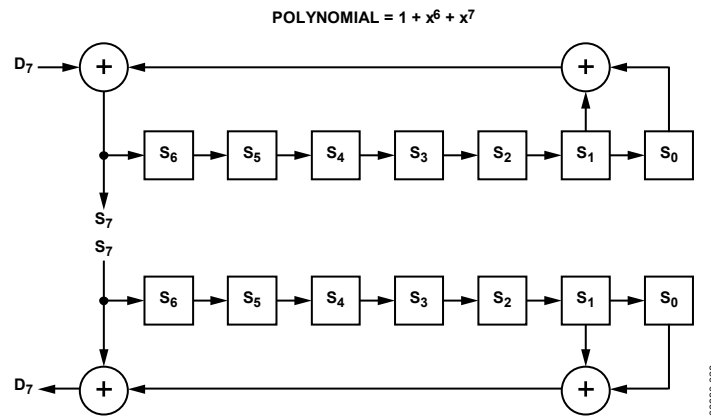 POLYNOMIAL = 1 + x⁶ + x⁷
D₇ + +
S₆ S₅ S₄ S₃ S₂ S₁ S₀
S₇
S₇
S₆ S₅ S₄ S₃ S₂ S₁ S₀
D₇ + +